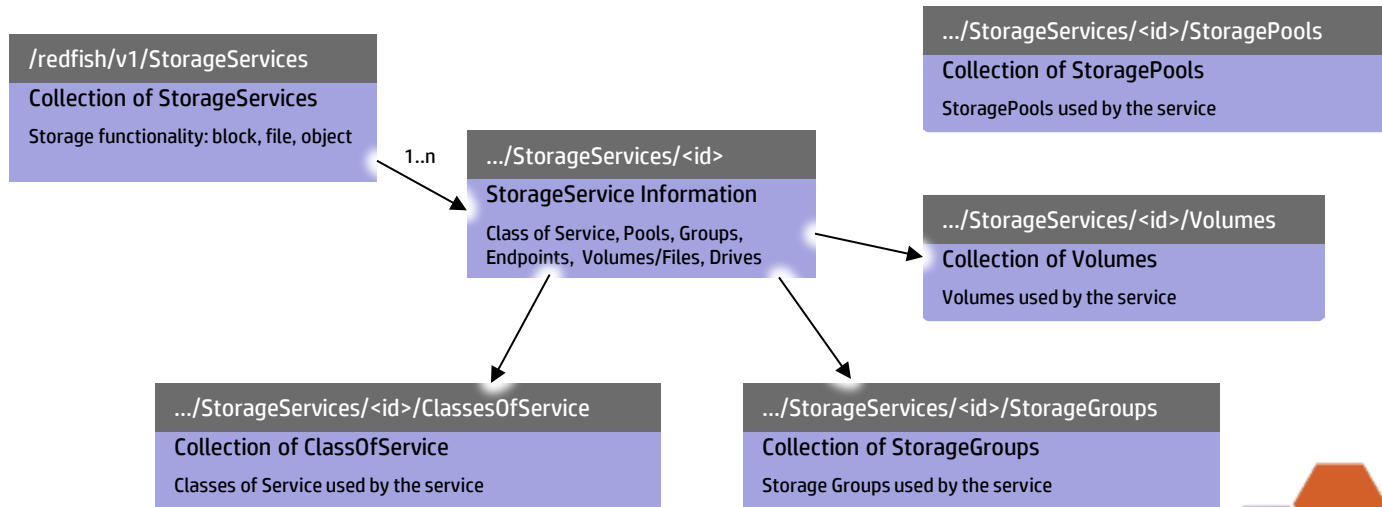 /redfish/v1/StorageServices
Collection of StorageServices
Storage functionality: block, file, object
1..n
.../StorageServices/<id>
StorageService Information
Class of Service, Pools, Groups,
Endpoints, Volumes/Files, Drives
.../StorageServices/<id>/StoragePools
Collection of StoragePools
StoragePools used by the service
.../StorageServices/<id>/Volumes
Collection of Volumes
Volumes used by the service
.../StorageServices/<id>/ClassesOfService
Collection of ClassOfService
Classes of Service used by the service
.../StorageServices/<id>/StorageGroups
Collection of StorageGroups
Storage Groups used by the service